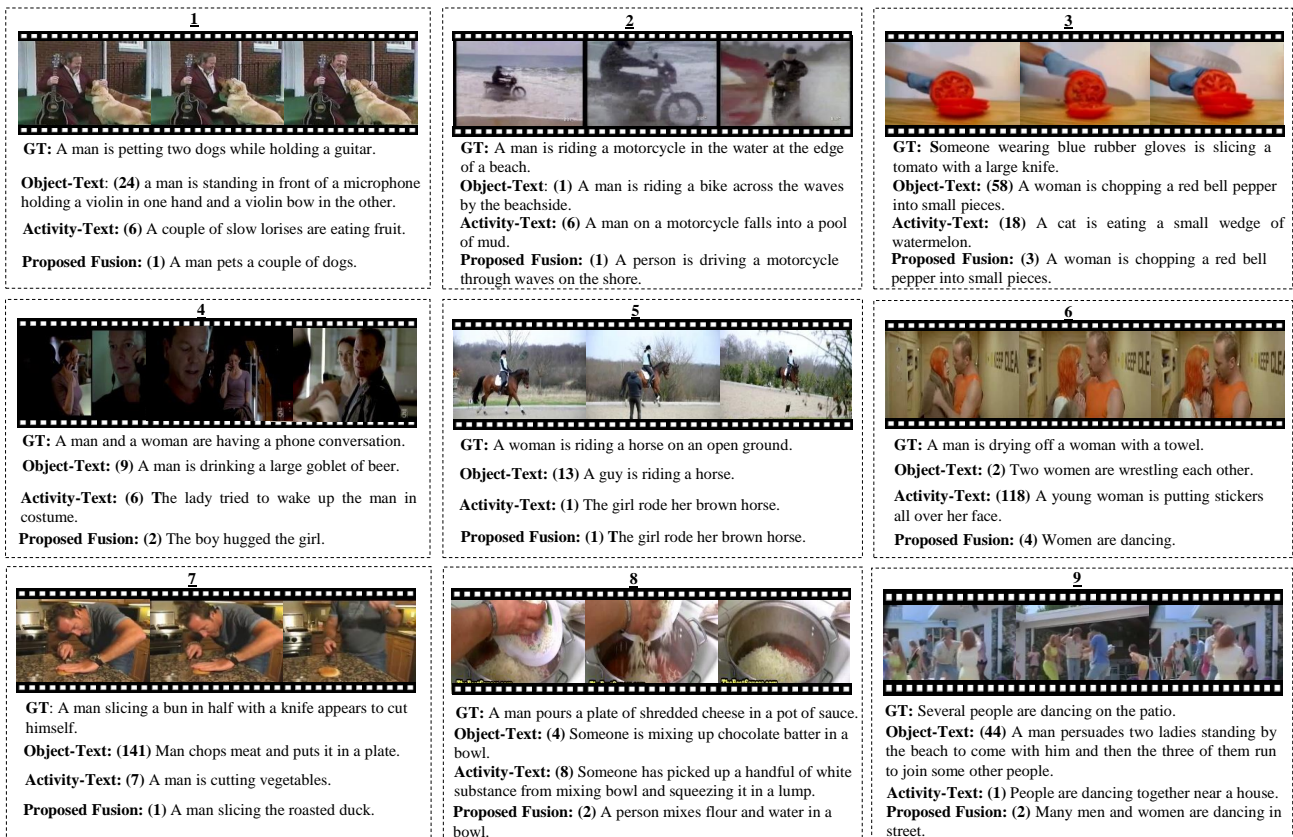 1
GT: A man is petting two dogs while holding a guitar.
Object-Text: (24) a man is standing in front of a microphone
holding a violin in one hand and a violin bow in the other.
Activity-Text: (6) A couple of slow lorises are eating fruit.
Proposed Fusion: (1) A man pets a couple of dogs.
2
GT: A man is riding a motorcycle in the water at the edge
of a beach.
Object-Text: (1) A man is riding a bike across the waves
by the beachside.
Activity-Text: (6) A man on a motorcycle falls into a pool
of mud.
Proposed Fusion: (1) A person is driving a motorcycle
through waves on the shore.
3
GT: Someone wearing blue rubber gloves is slicing a
tomato with a large knife.
Object-Text: (58) A woman is chopping a red bell pepper
into small pieces.
Activity-Text: (18) A cat is eating a small wedge of
watermelon.
Proposed Fusion: (3) A woman is chopping a red bell
pepper into small pieces.
4
GT: A man and a woman are having a phone conversation.
Object-Text: (9) A man is drinking a large goblet of beer.
Activity-Text: (6) The lady tried to wake up the man in
costume.
Proposed Fusion: (2) The boy hugged the girl.
5
GT: A woman is riding a horse on an open ground.
Object-Text: (13) A guy is riding a horse.
Activity-Text: (1) The girl rode her brown horse.
Proposed Fusion: (1) The girl rode her brown horse.
6
KEEP CLEA
GT: A man is drying off a woman with a towel.
Object-Text: (2) Two women are wrestling each other.
Activity-Text: (118) A young woman is putting stickers
all over her face.
Proposed Fusion: (4) Women are dancing.
7
GT: A man slicing a bun in half with a knife appears to cut
himself.
Object-Text: (141) Man chops meat and puts it in a plate.
Activity-Text: (7) A man is cutting vegetables.
Proposed Fusion: (1) A man slicing the roasted duck.
8
GT: A man pours a plate of shredded cheese in a pot of sauce.
Object-Text: (4) Someone is mixing up chocolate batter in a
bowl.
Activity-Text: (8) Someone has picked up a handful of white
substance from mixing bowl and squeezing it in a lump.
Proposed Fusion: (2) A person mixes flour and water in a
bowl.
9
GT: Several people are dancing on the patio.
Object-Text: (44) A man persuades two ladies standing by
the beach to come with him and then the three of them run
to join some other people.
Activity-Text: (1) People are dancing together near a house.
Proposed Fusion: (2) Many men and women are dancing in
street.